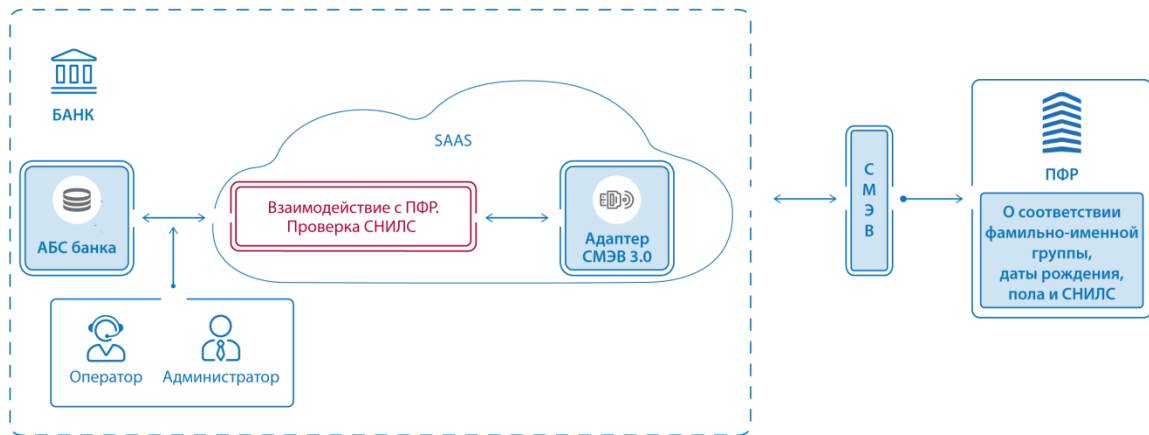 БАНК
SAAS
АБС банка
Взаимодействие с ПФР.
Проверка СНИЛС
Адаптер
СМЭВ 3.0
Оператор
Администратор
С
М
Э
В
ПФР
О соответствии
фамильно-именной
группы,
даты рождения,
пола и СНИЛС